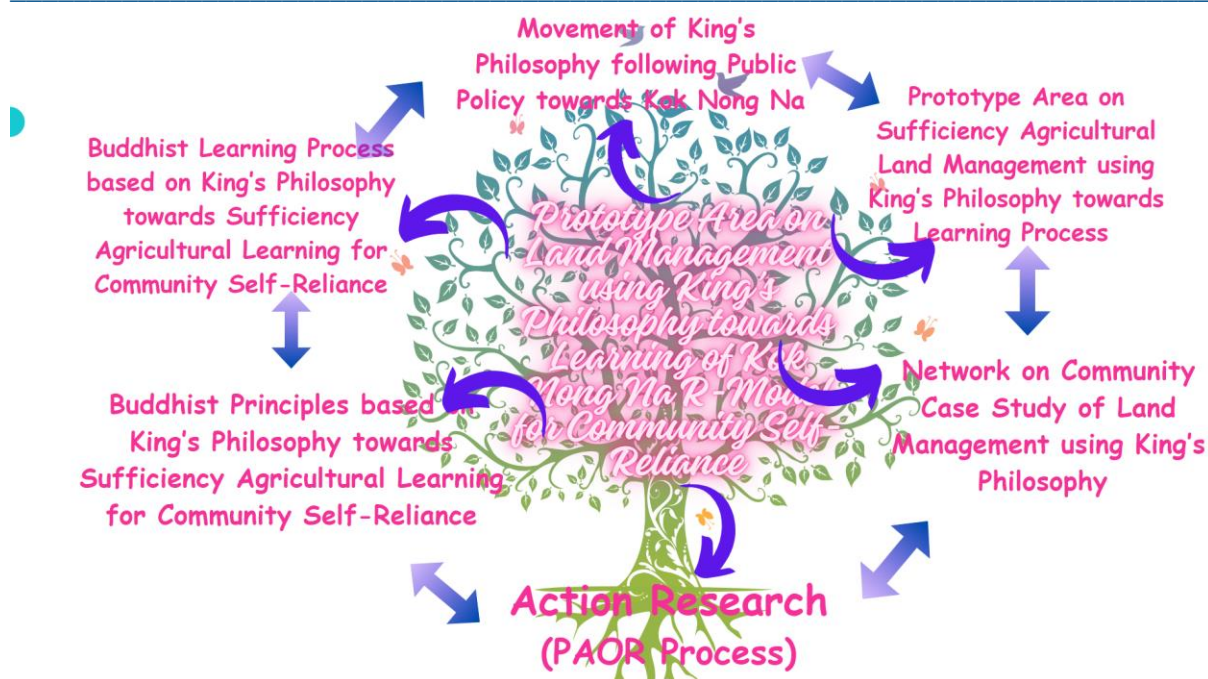 Movement of King's
Philosophy following Public
Policy towards Kok Nong Na
Prototype Area on
Sufficiency Agricultural
Land Management using
King's Philosophy towards
Learning Process
Buddhist Learning Process
based on King's Philosophy
towards Sufficiency
Agricultural Learning for
Community Self-Reliance
Prototype Area on
Land Management
using King's
Philosophy towards
Learning of Kok
Nong Na R-Model
for Community Self-
Reliance
Network on Community
Case Study of Land
Management using King's
Philosophy
Buddhist Principles based on
King's Philosophy towards
Sufficiency Agricultural Learning
for Community Self-Reliance
Action Research
(PAOR Process)